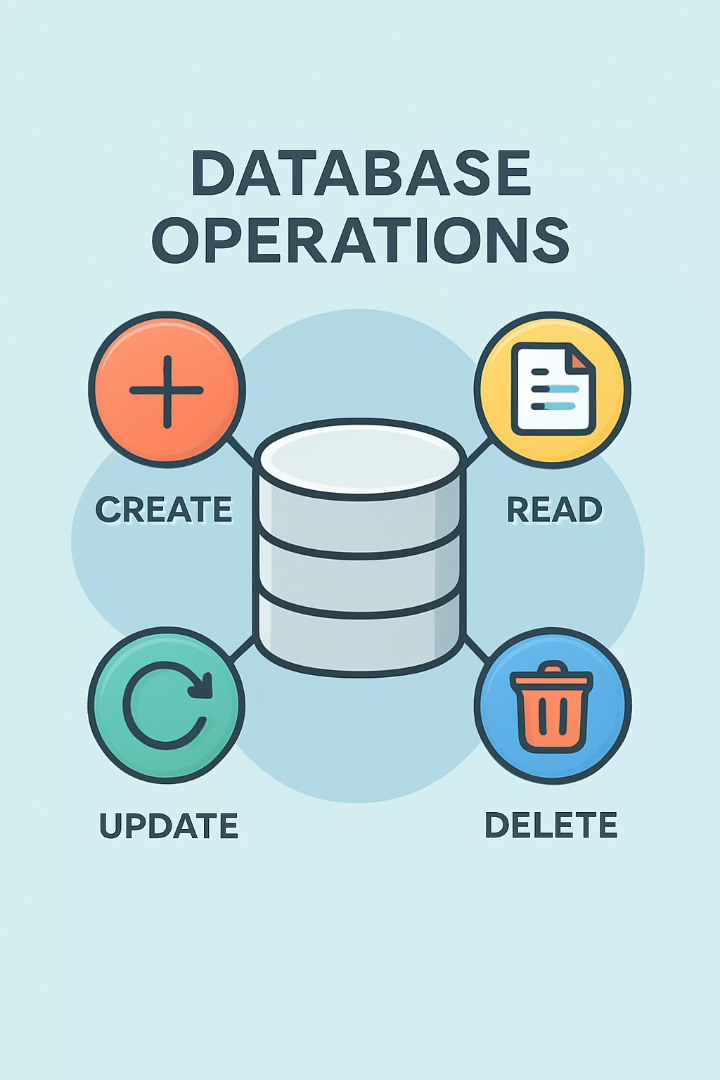 DATABASE
OPERATIONS
CREATE
READ
UPDATE
DELETE